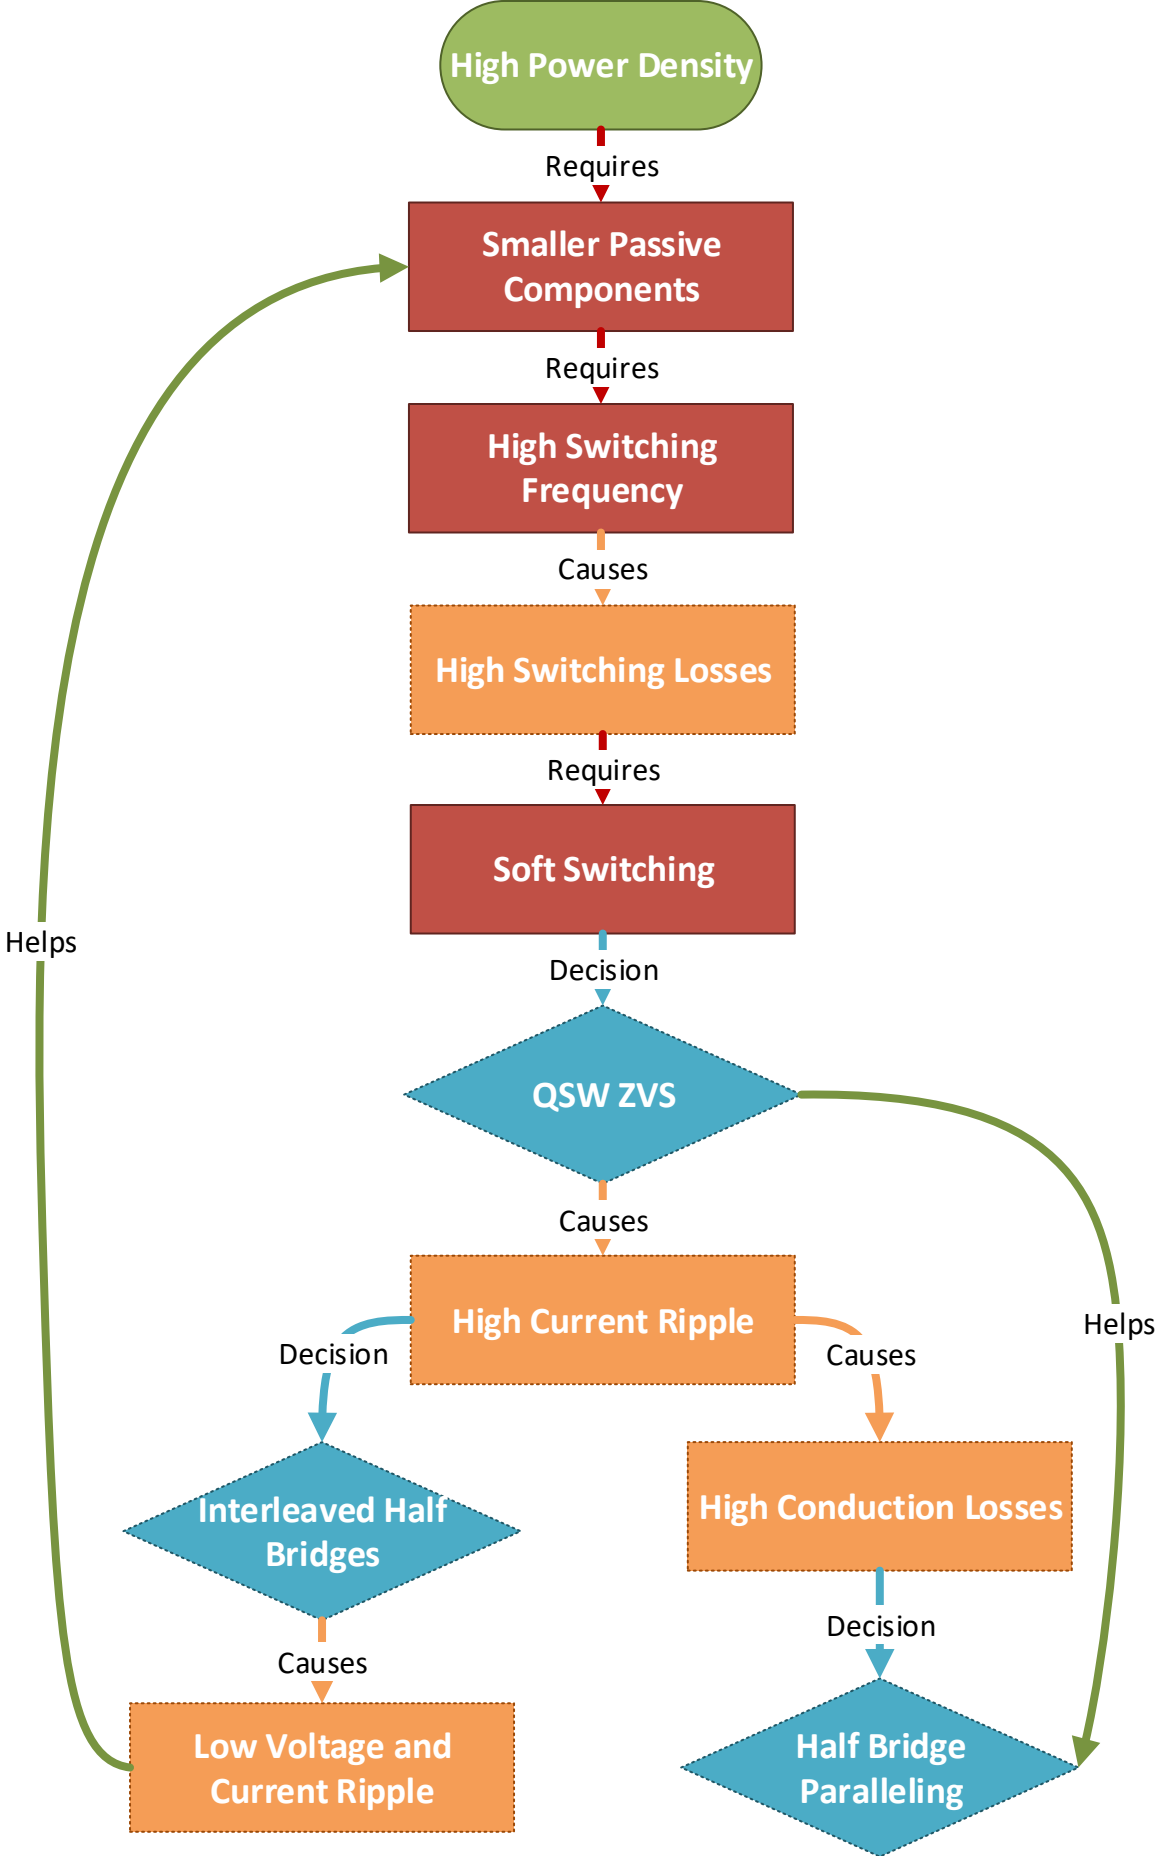 High Power Density
Requires
Smaller Passive
Components
Requires
High Switching
Frequency
Causes
High Switching Losses
Requires
Soft Switching
Helps
Decision
QSW ZVS
Causes
High Current Ripple
Helps
Decision
Causes
Interleaved Half
Bridges
High Conduction Losses
Decision
Causes
Low Voltage and
Current Ripple
Half Bridge
Paralleling